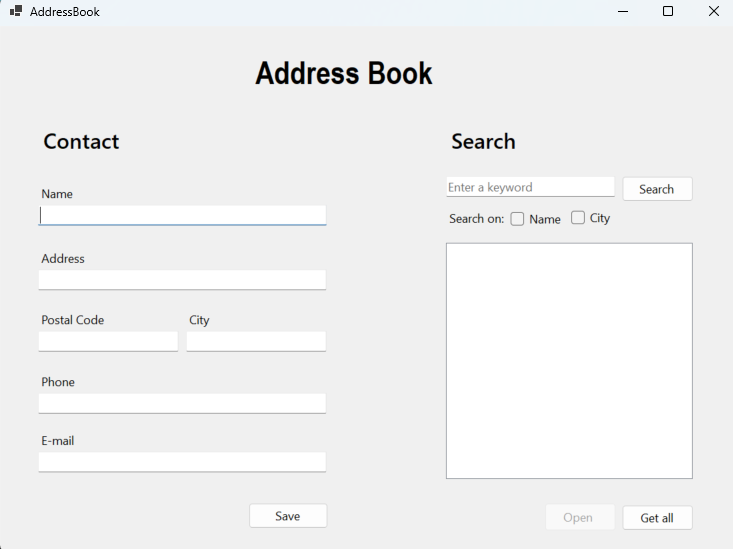 AddressBook
Address Book
Contact
Name
Address
Postal Code City
Phone
E-mail
Save
Search
Enter a keyword Search
Search on: Name City
Open Get all